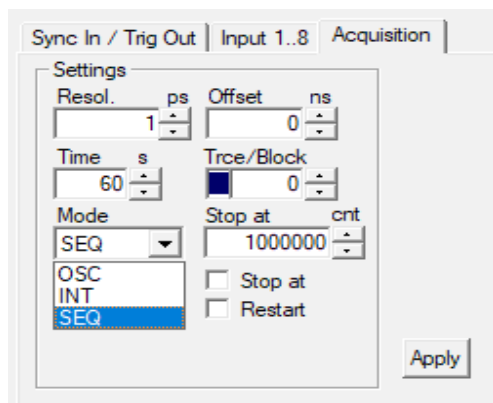 Sync In / Trig Out Input 1..8 Acquisition
Settings
Resol. ps Offset ns
1 0
Time s Trce/Block
60 0
Mode Stop at cnt
SEQ 1000000
OSC Stop at
INT Restart
SEQ
Apply